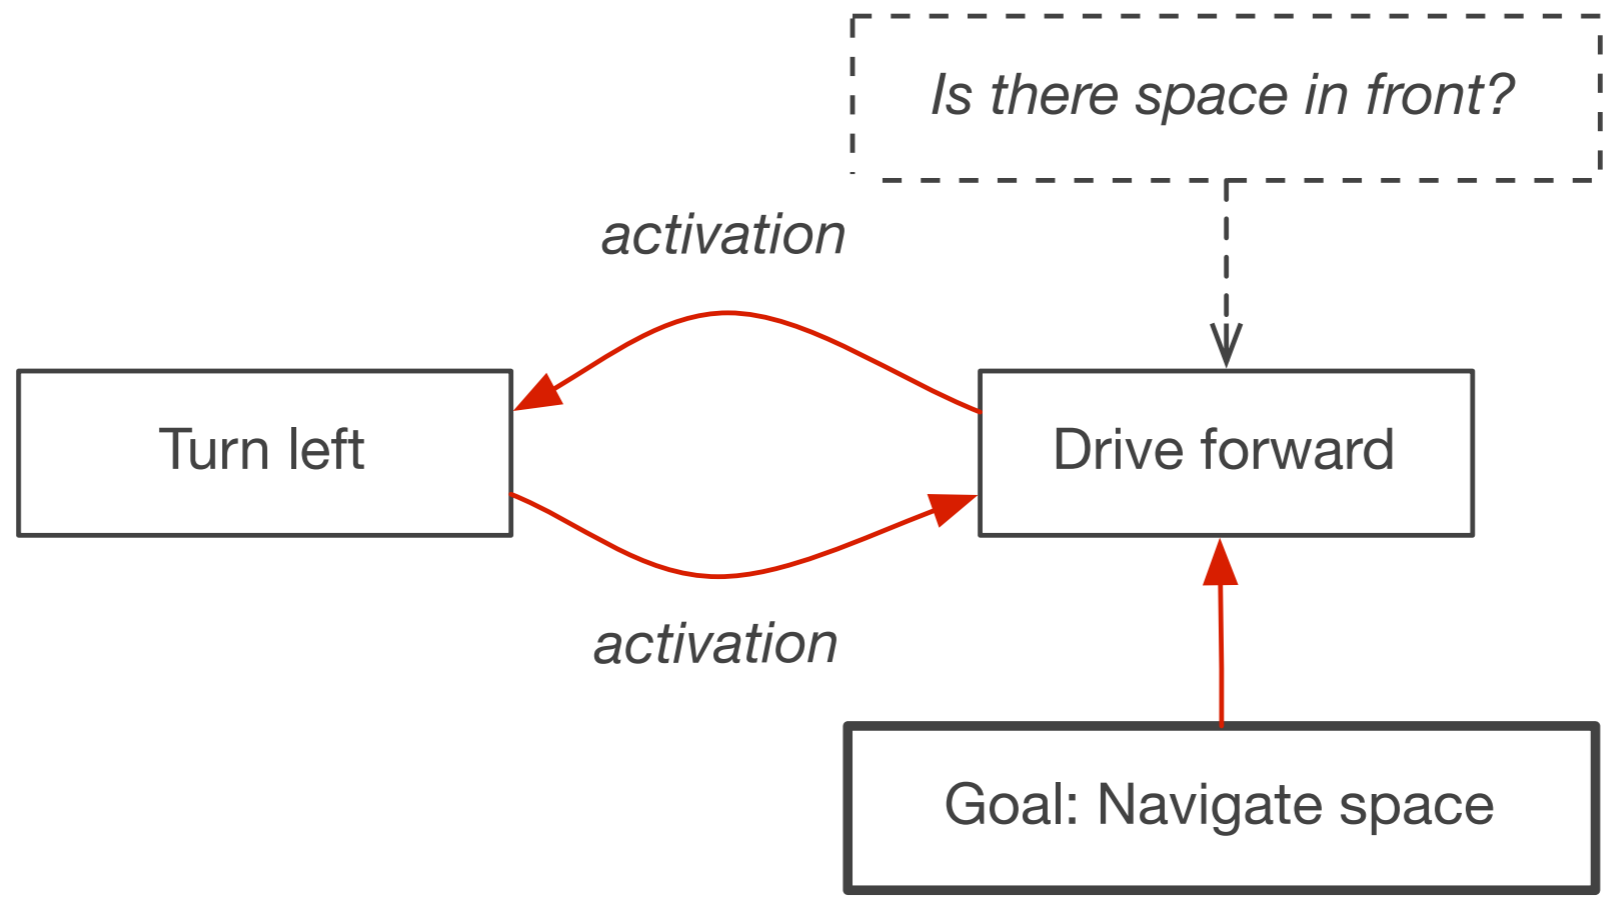 Is there space in front?
activation
Turn left
Drive forward
activation
Goal: Navigate space